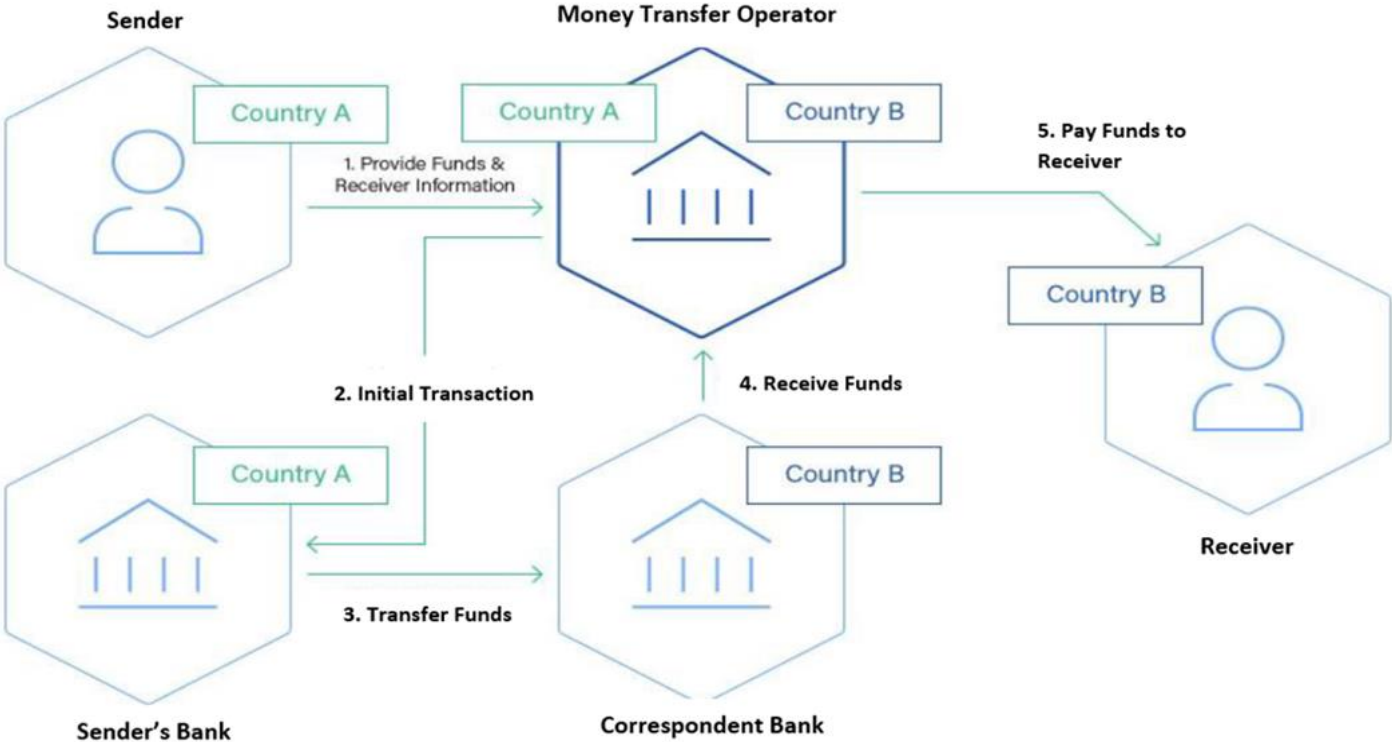 Sender
Money Transfer Operator
Country A
Country A
Country B
1. Provide Funds &
Receiver Information
5. Pay Funds to
Receiver
Country B
2. Initial Transaction
4. Receive Funds
Country A
Country B
Receiver
3. Transfer Funds
Sender’s Bank
Correspondent Bank